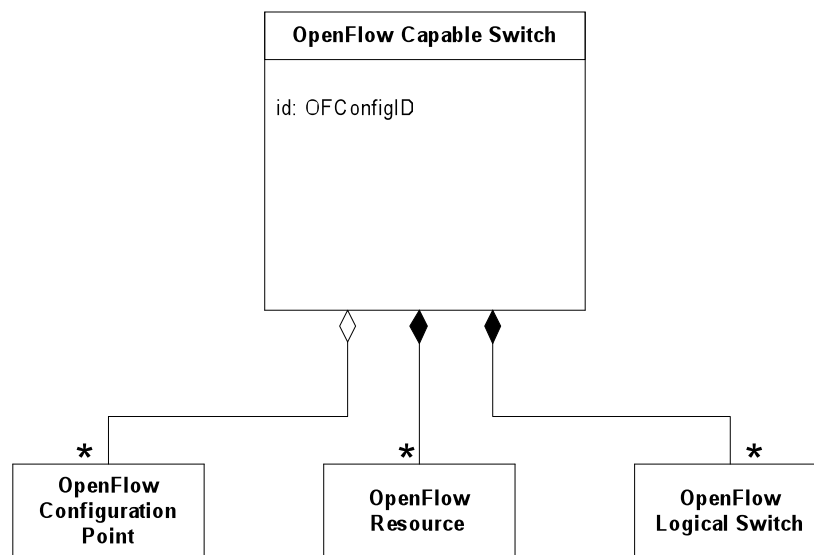 OpenFlow Capable Switch
id: OFConfigID
* * *
OpenFlow
Configuration
Point
OpenFlow
Resource
OpenFlow
Logical Switch